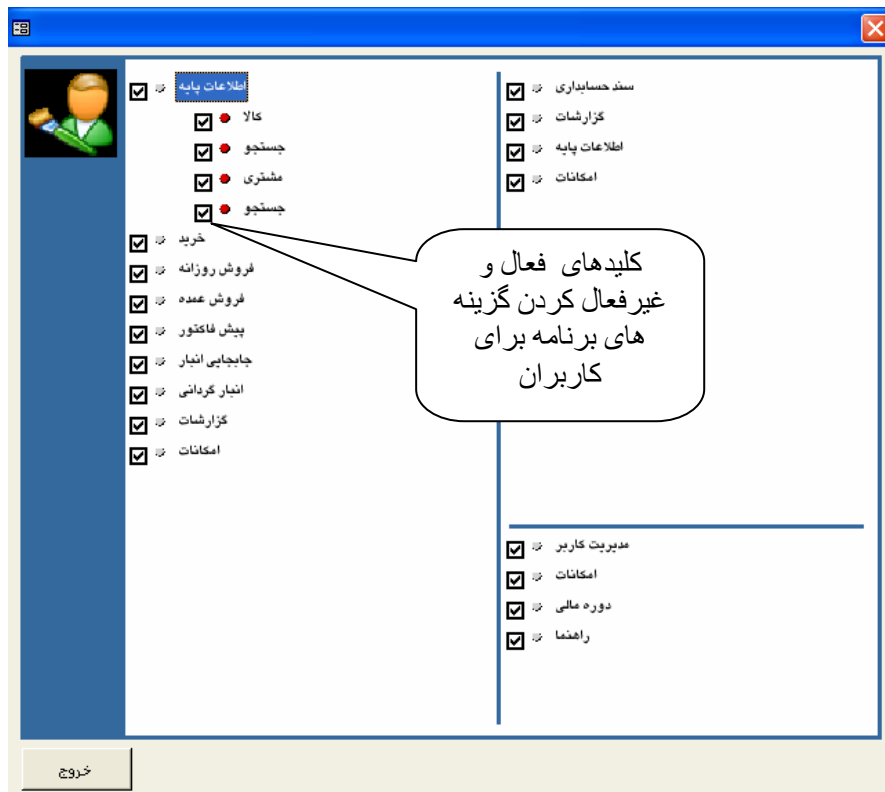 اطلاعات پایه
کالا
جستجو
مشتری
جستجو
خرید
فروش روزانه
فروش عمده
پیش فاکتور
جابجایی انبار
انبار گردانی
گزارشات
امکانات
سند حسابداری
گزارشات
اطلاعات پایه
امکانات
کلیدهای فعال و
غیرفعال کردن گزینه
های برنامه برای
کاربران
مدیریت کاربر
امکانات
دوره مالی
راهنما
خروج